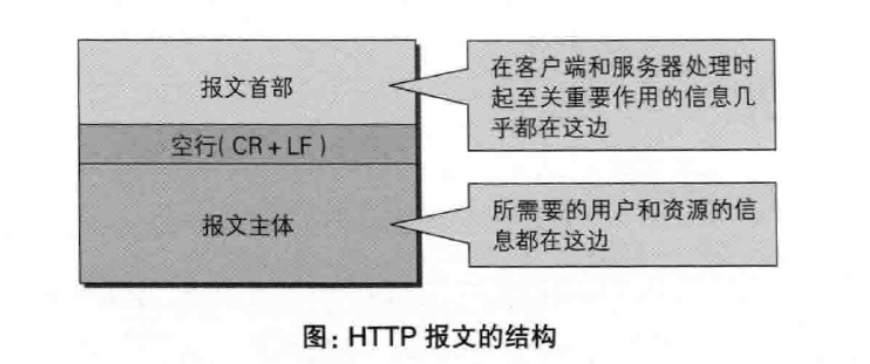 报文首部
在客户端和服务器处理时
起至关重要作用的信息几
乎都在这边
空行(CR+LF)
报文主体
所需要的用户和资源的信
息都在这边
图：HTTP 报文的结构